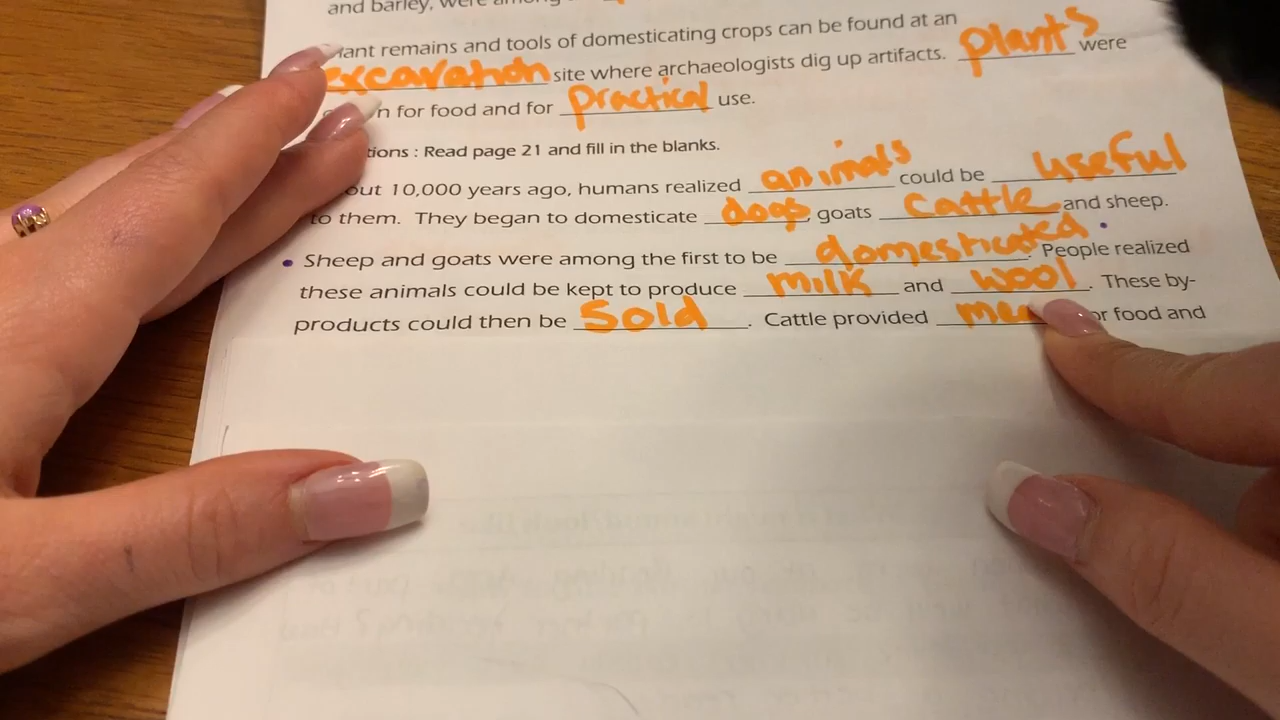 and barley, were among
remains and tools of domesticating crops can be found at an
excavation site where archaeologists dig up artifacts. plants were
for food and for practical use.
: Read page 21 and fill in the blanks.
10,000 years ago, humans realized animals could be useful
to them. They began to domesticate dogs, goats cattle and sheep.
• Sheep and goats were among the first to be domesticated. People realized
these animals could be kept to produce milk and wool. These by-
products could then be sold. Cattle provided food and